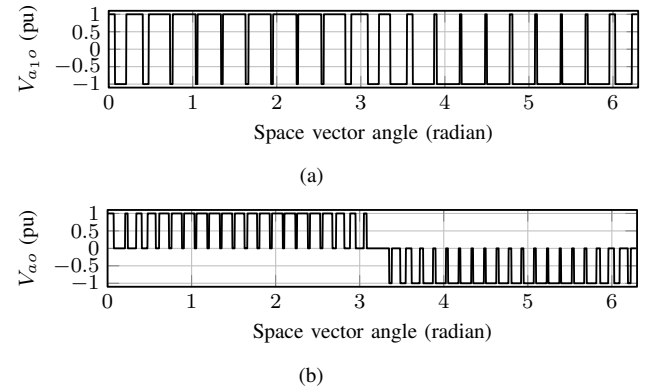 1
0.5
0
−0.5
−1
V_{a_1 o} (pu)
0 1 2 3 4 5 6
Space vector angle (radian)
(a)
1
0.5
0
−0.5
−1
V_{ao} (pu)
0 1 2 3 4 5 6
Space vector angle (radian)
(b)